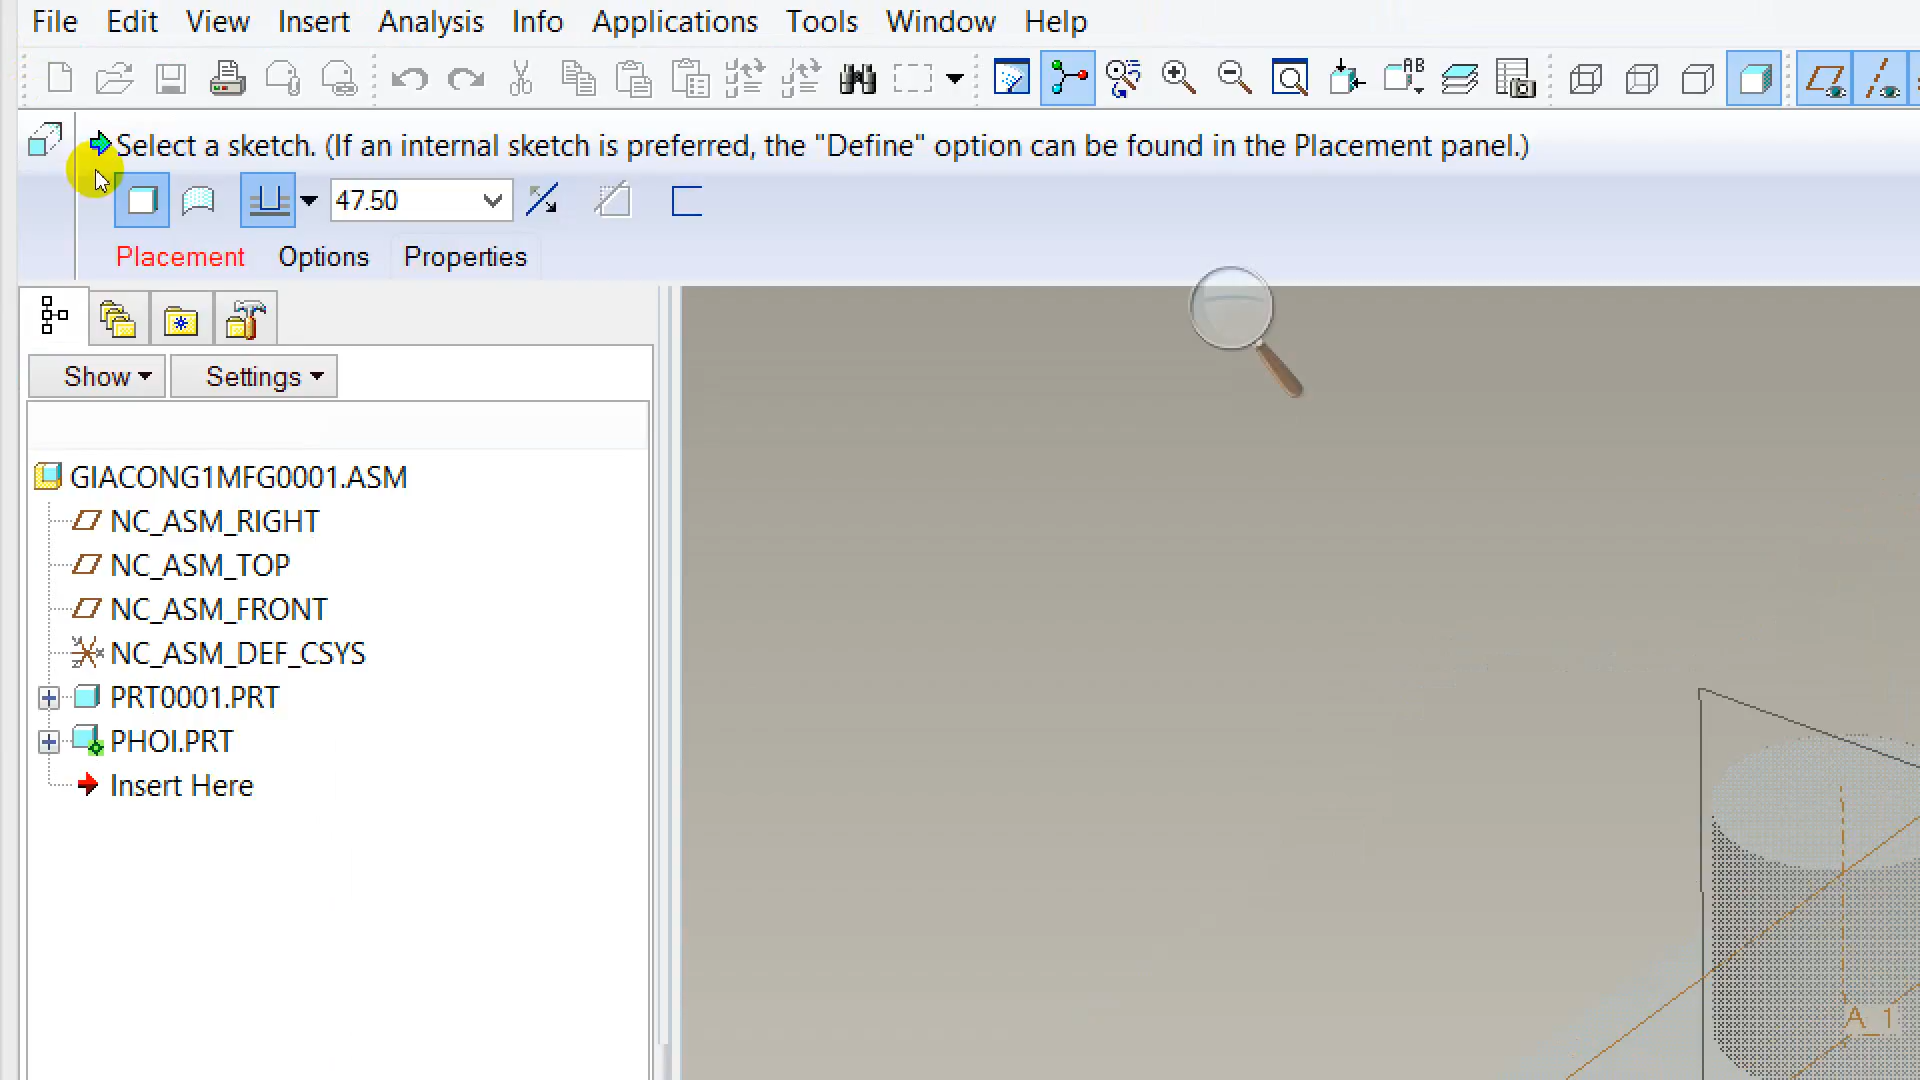 File Edit View Insert Analysis Info Applications Tools Window Help
AB
Select a sketch. (If an internal sketch is preferred, the "Define" option can be found in the Placement panel.)
47.50
Placement Options Properties
Show Settings
GIACONG1MFG0001.ASM
NC_ASM_RIGHT
NC_ASM_TOP
NC_ASM_FRONT
NC_ASM_DEF_CSYS
PRT0001.PRT
PHOI.PRT
Insert Here
A_1